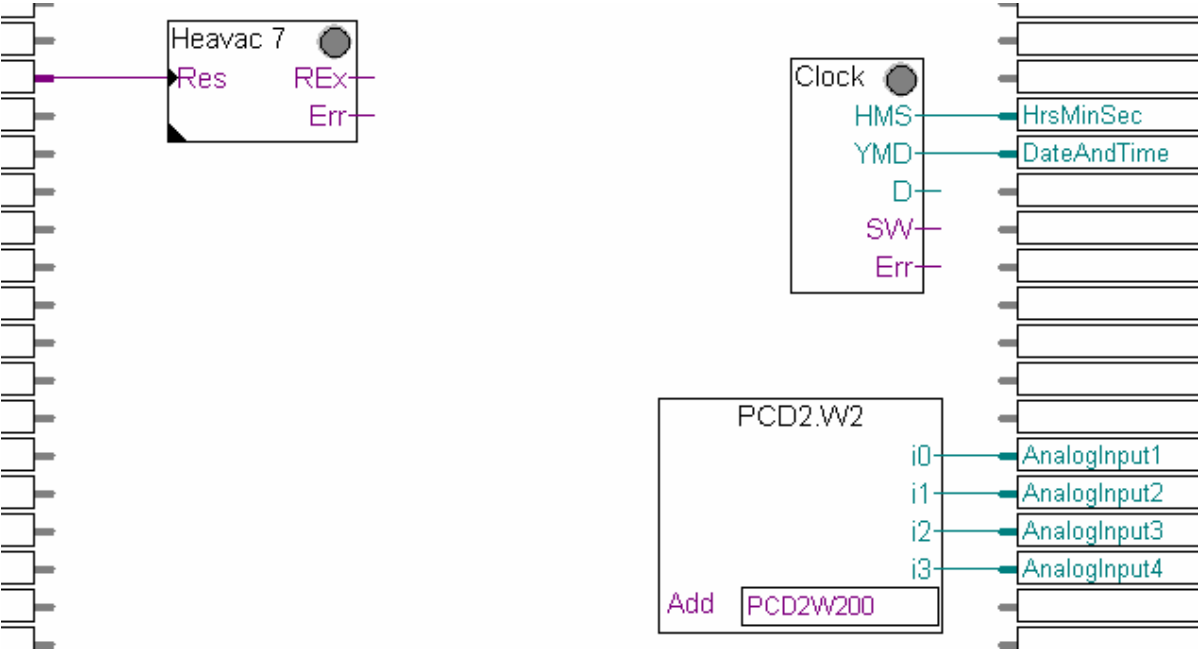 Heavac 7
Res REx
Err
Clock
HMS HrsMinSec
YMD DateAndTime
D
SW
Err
PCD2.W2
i0 AnalogInput1
i1 AnalogInput2
i2 AnalogInput3
i3 AnalogInput4
Add PCD2W200